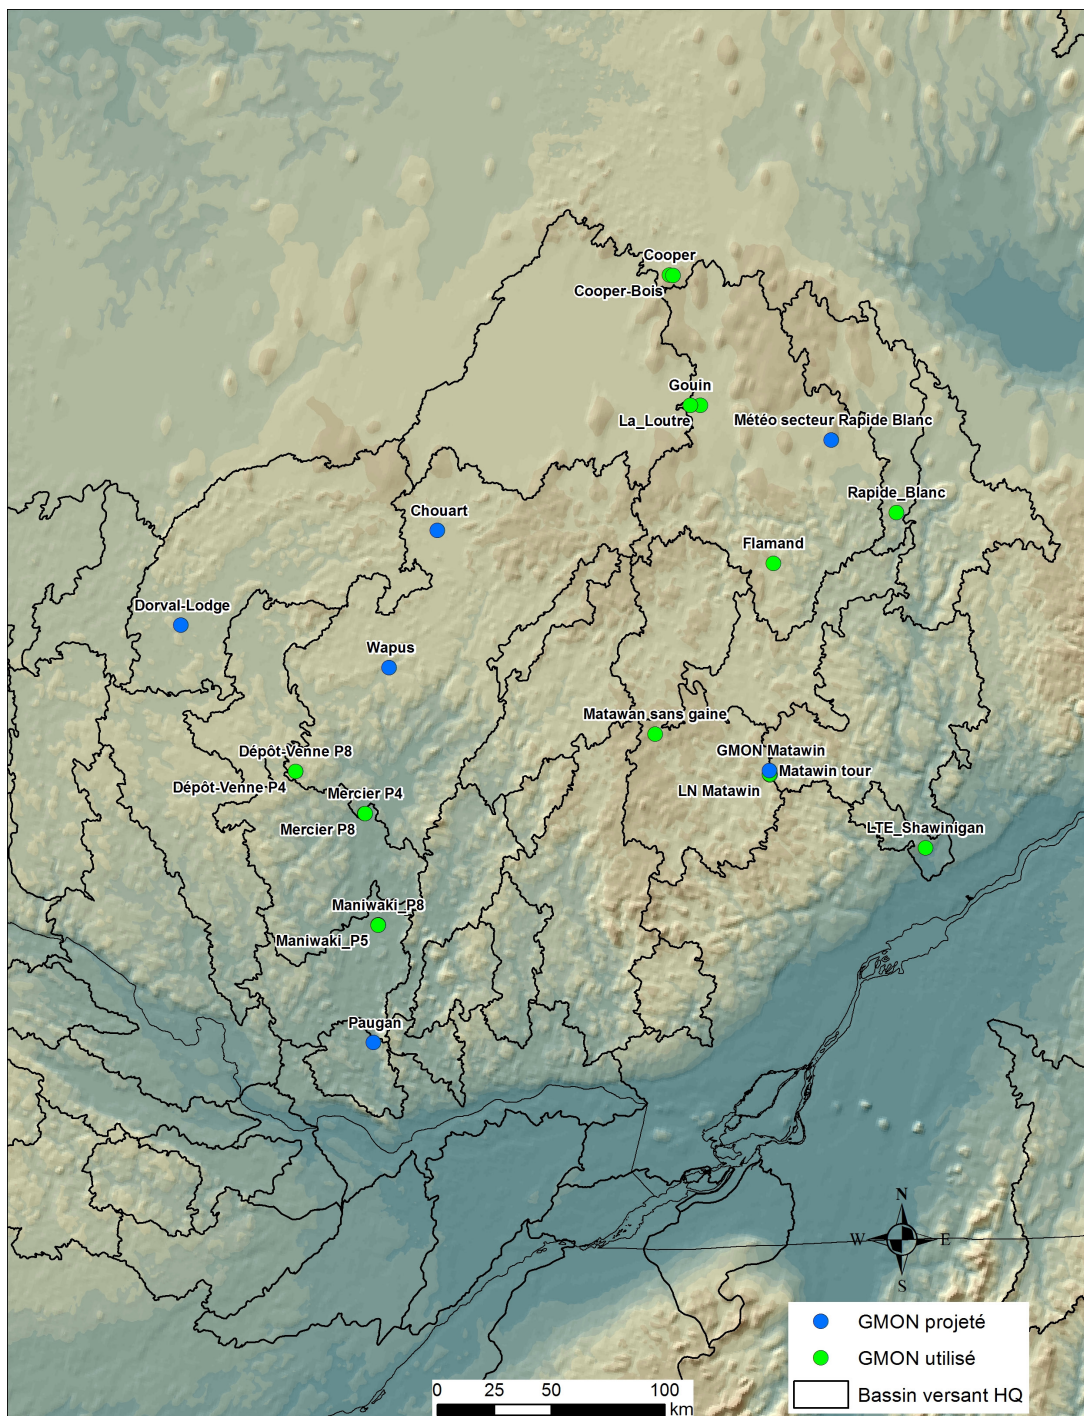 Cooper
Cooper-Bois
Gouin
La_Loutre
Météo secteur Rapide Blanc
Rapide_Blanc
Chouart
Flamand
Dorval-Lodge
Wapus
Matawan sans gaine
Dépôt-Venne P8
GMON Matawin
Matawin tour
Dépôt-Venne P4
Mercier P4
LN Matawin
Mercier P8
LTE_Shawinigan
Maniwaki_P8
Maniwaki_P5
Paugan
N
W E
S
GMON projeté
GMON utilisé
Bassin versant HQ
0 25 50 100
km